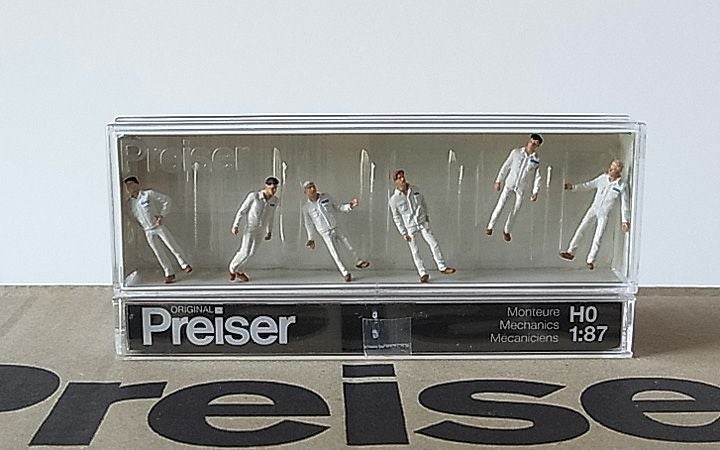 Preiser
ORIGINAL
Preiser
Monteure
Mechanics
Mecaniciens
H0
1:87
Preise